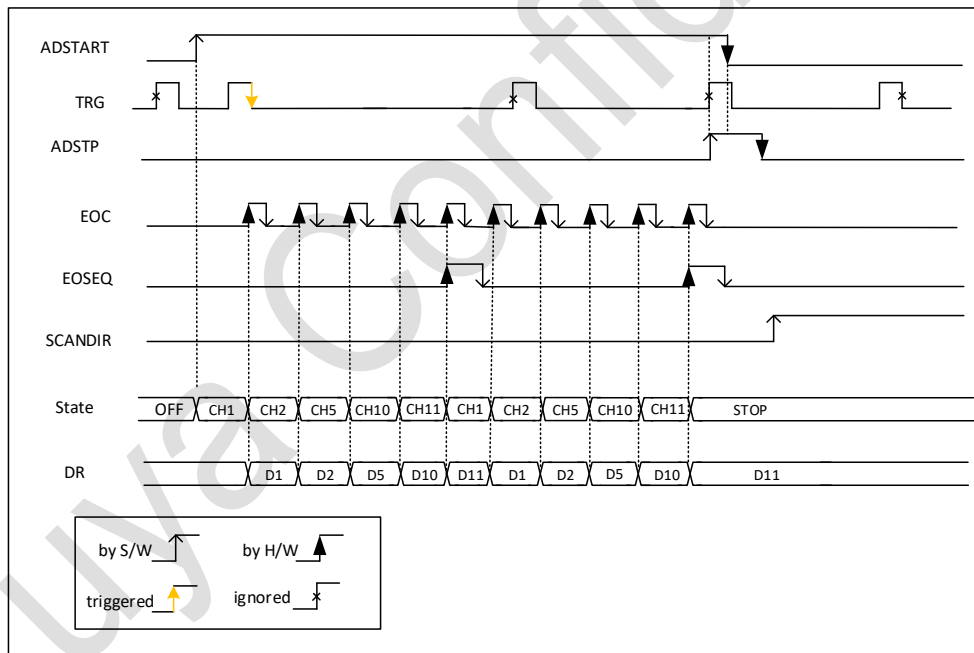 ADSTART
TRG
ADSTP
EOC
EOSEQ
SCANDIR
State OFF CH1 CH2 CH5 CH10 CH11 CH1 CH2 CH5 CH10 CH11 STOP
DR D1 D2 D5 D10 D11 D1 D2 D5 D10 D11
by S/W by H/W
triggered ignored